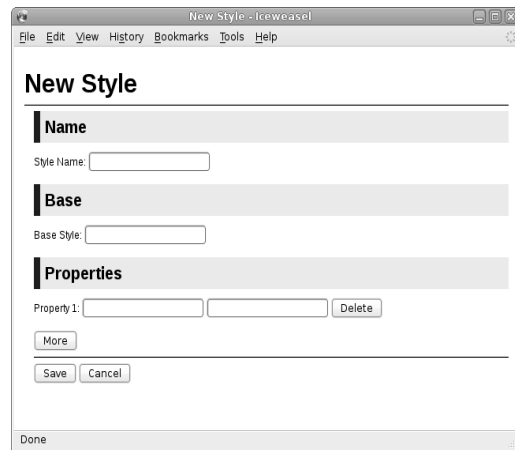 New Style - Iceweasel
File Edit View History Bookmarks Tools Help
New Style
Name
Style Name:
Base
Base Style:
Properties
Property 1: Delete
More
Save Cancel
Done